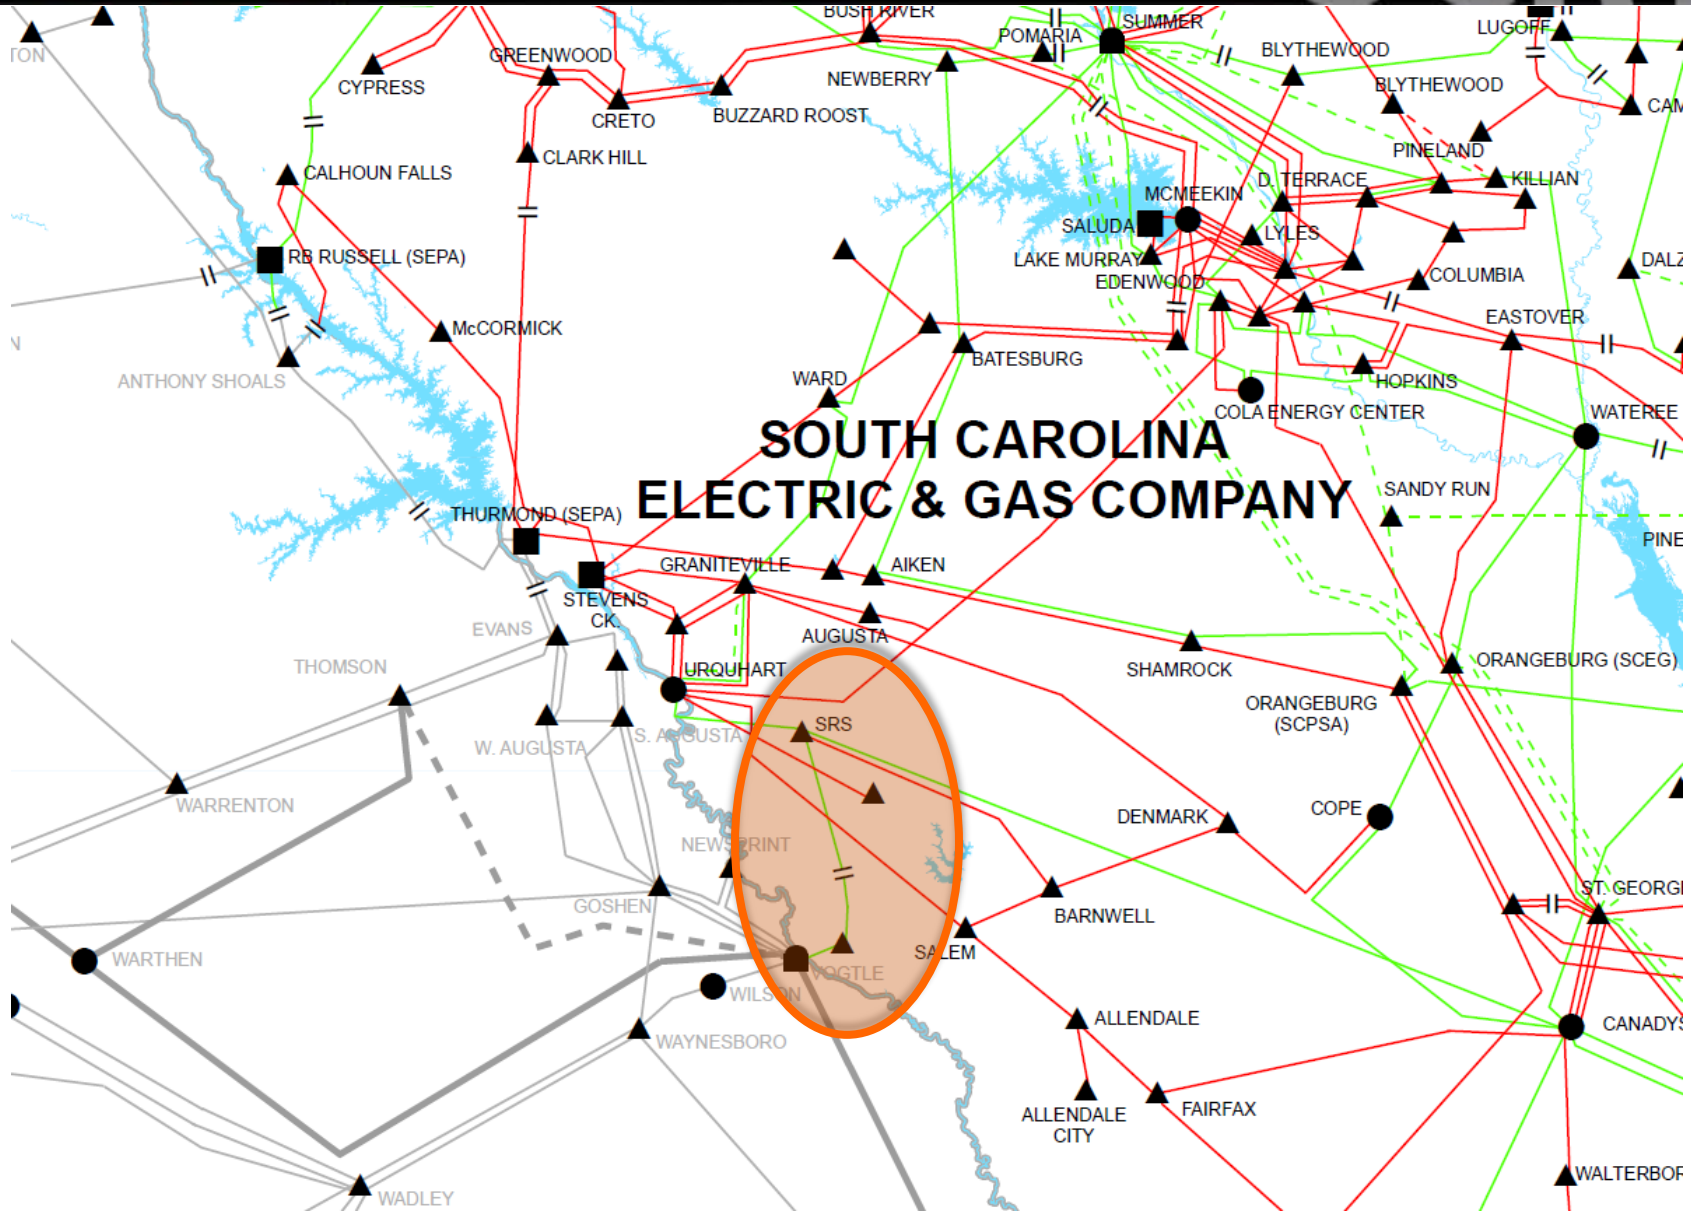 BUSH RIVER
SUMMER
LUGOFF
POMARIA
TON
GREENWOOD
BLYTHEWOOD
NEWBERRY
CYPRESS
BLYTHEWOOD
CAM
CRETO
BUZZARD ROOST
PINELAND
CLARK HILL
CALHOUN FALLS
D. TERRACE
KILLIAN
MCMEEKIN
SALUDA
LYLES
RB RUSSELL (SEPA)
LAKE MURRAY
DALZ
EDENWOOD
COLUMBIA
McCORMICK
EASTOVER
N
BATESBURG
ANTHONY SHOALS
WARD
HOPKINS
COLA ENERGY CENTER
WATEREE
SOUTH CAROLINA
ELECTRIC & GAS COMPANY
SANDY RUN
THURMOND (SEPA)
PINE
GRANITEVILLE
AIKEN
STEVENS
CK.
EVANS
AUGUSTA
THOMSON
URQUHART
SHAMROCK
ORANGEBURG (SCEG)
ORANGEBURG
(SCPSA)
SRS
S. AUGUSTA
W. AUGUSTA
WARRENTON
COPE
DENMARK
NEWSPRINT
ST. GEORGE
GOSHEN
BARNWELL
SALEM
WARTHEN
VOGTLE
WILSON
ALLENDALE
CANADYS
WAYNESBORO
ALLENDALE
CITY
FAIRFAX
WALTERBOR
WADLEY